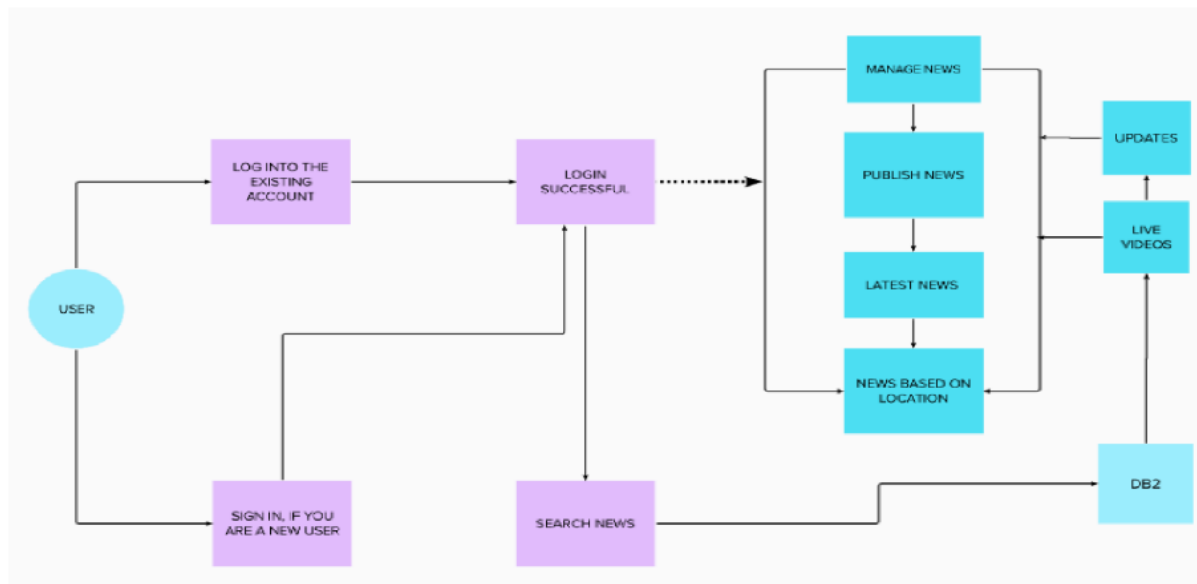 MANAGE NEWS
UPDATES
LOG INTO THE
EXISTING
ACCOUNT
LOGIN
SUCCESSFUL
PUBLISH NEWS
LIVE
VIDEOS
USER
LATEST NEWS
NEWS BASED ON
LOCATION
SIGN IN, IF YOU
ARE A NEW USER
SEARCH NEWS
DB2